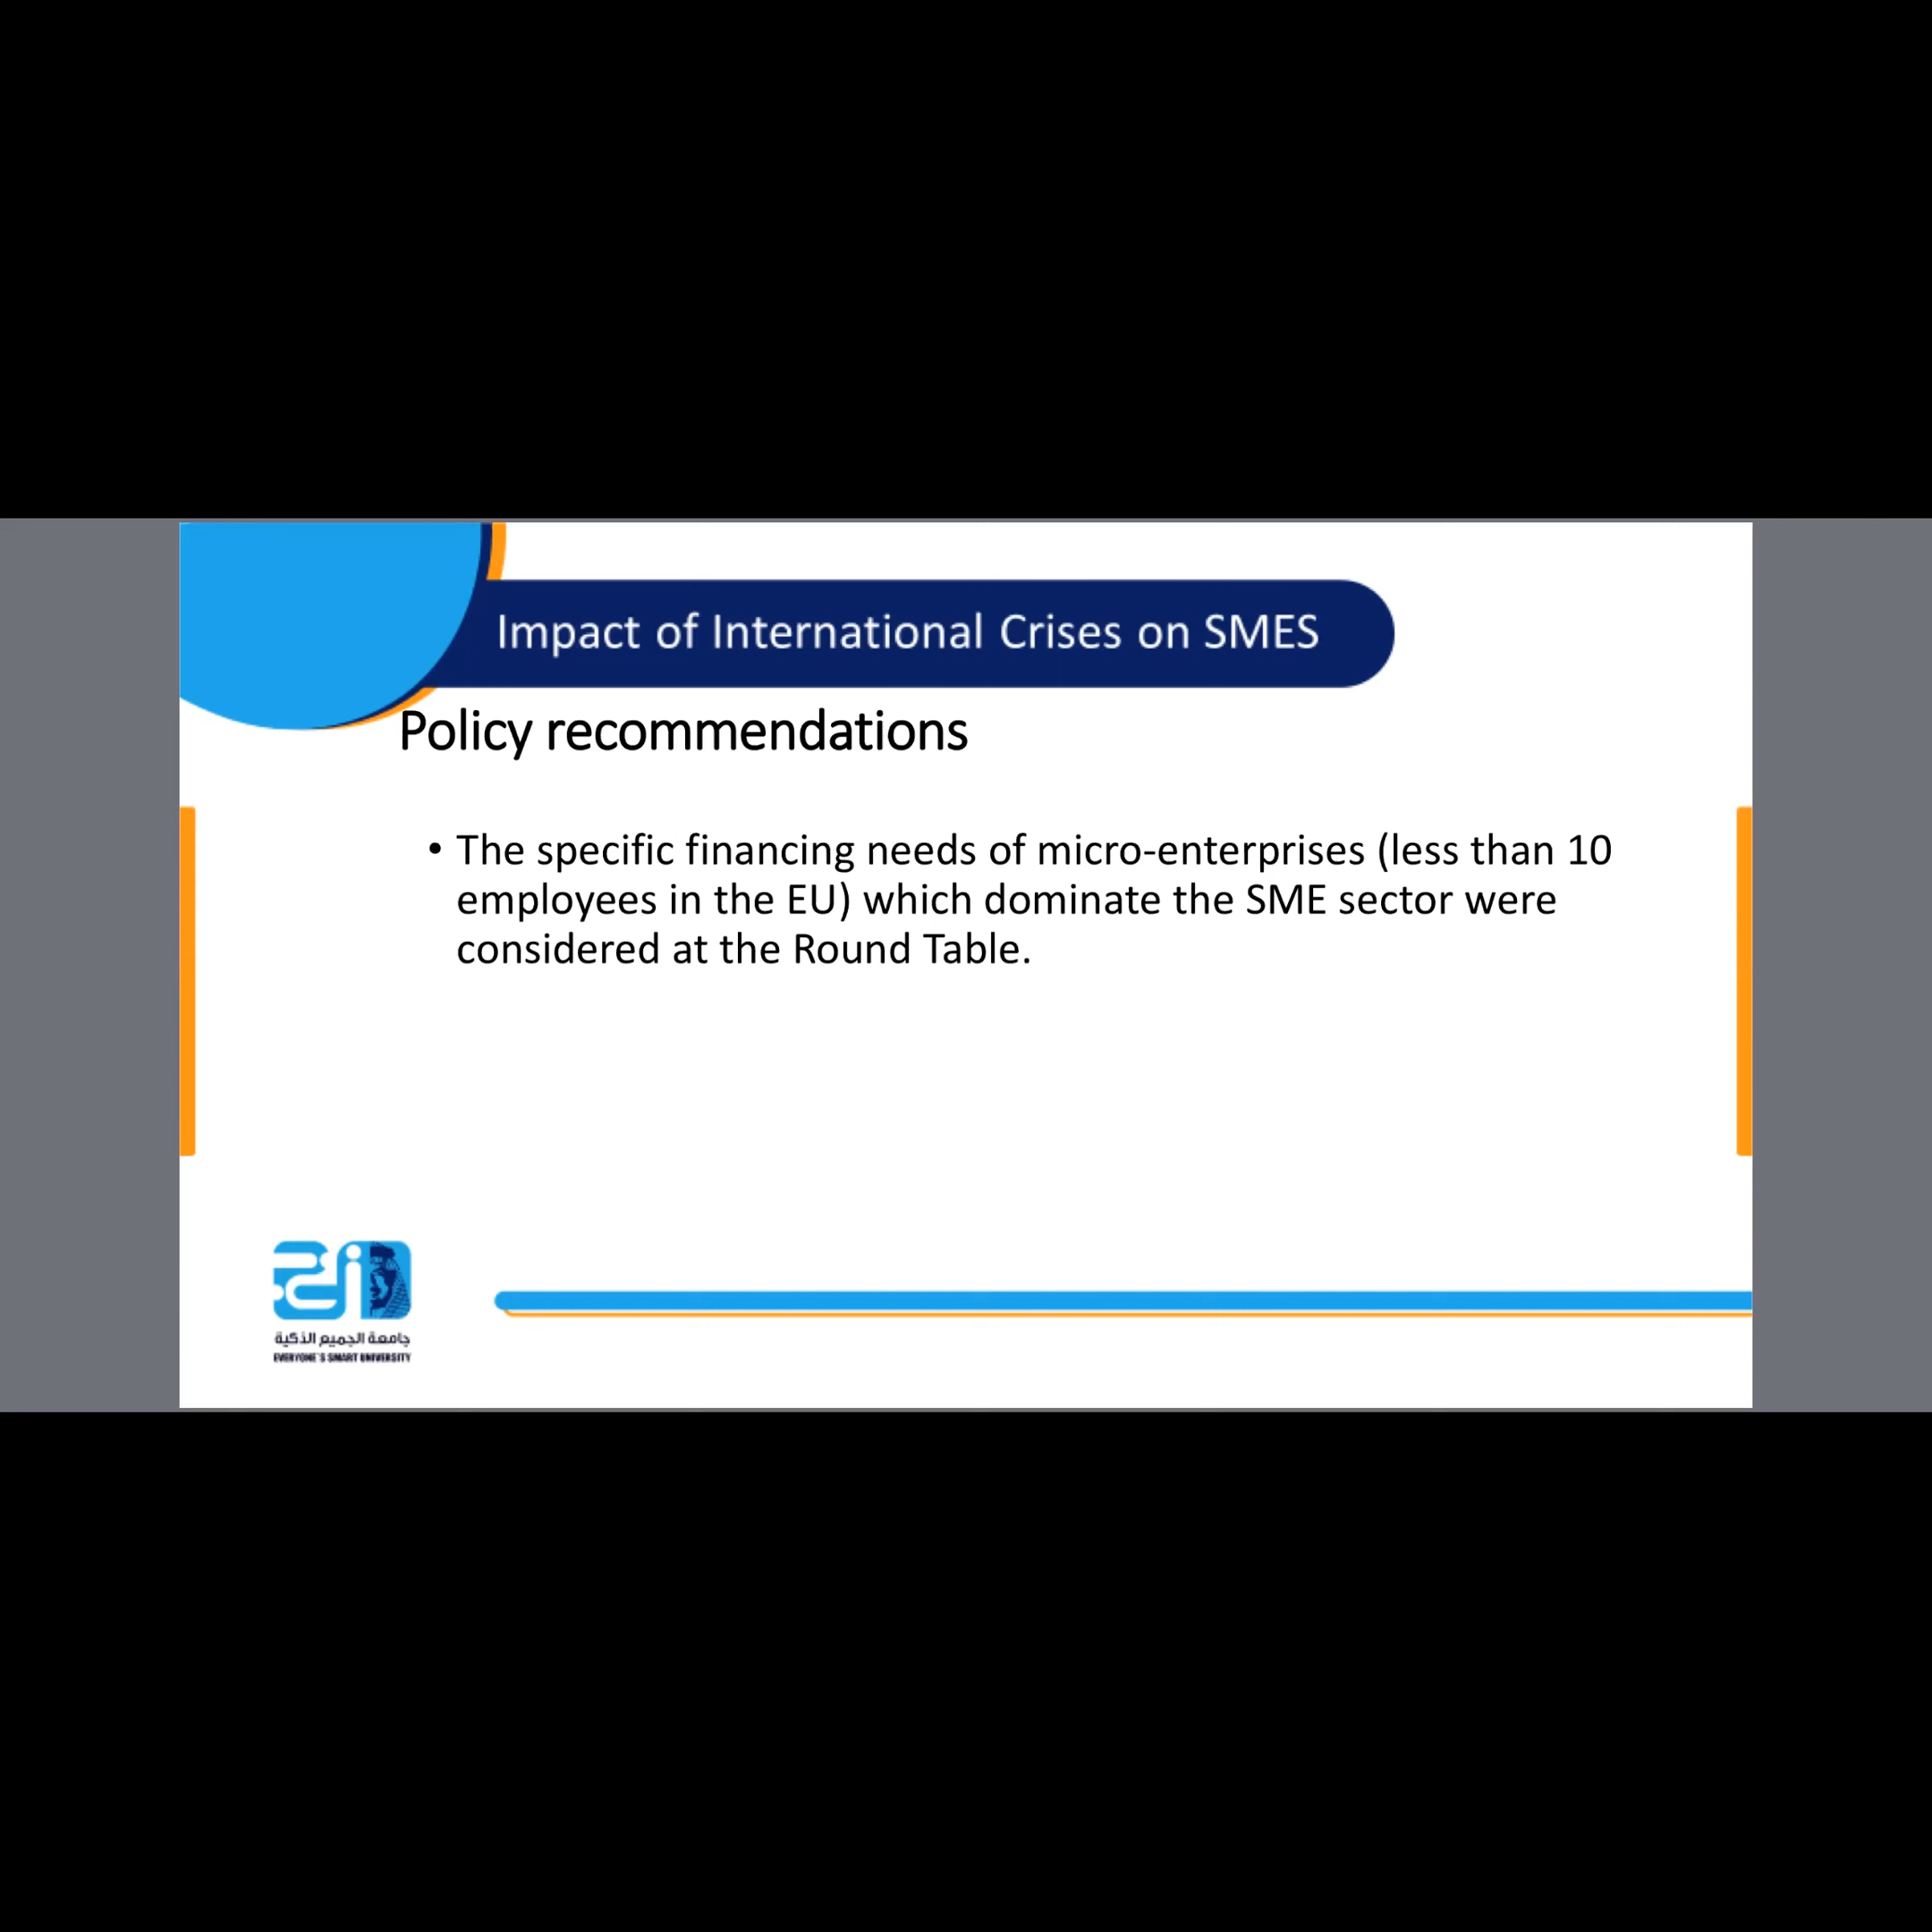 Impact of International Crises on SMES
Policy recommendations
• The specific financing needs of micro-enterprises (less than 10
employees in the EU) which dominate the SME sector were
considered at the Round Table.
جامعة الجميع الذكية
EVERYONE`S SMART UNIVERSITY